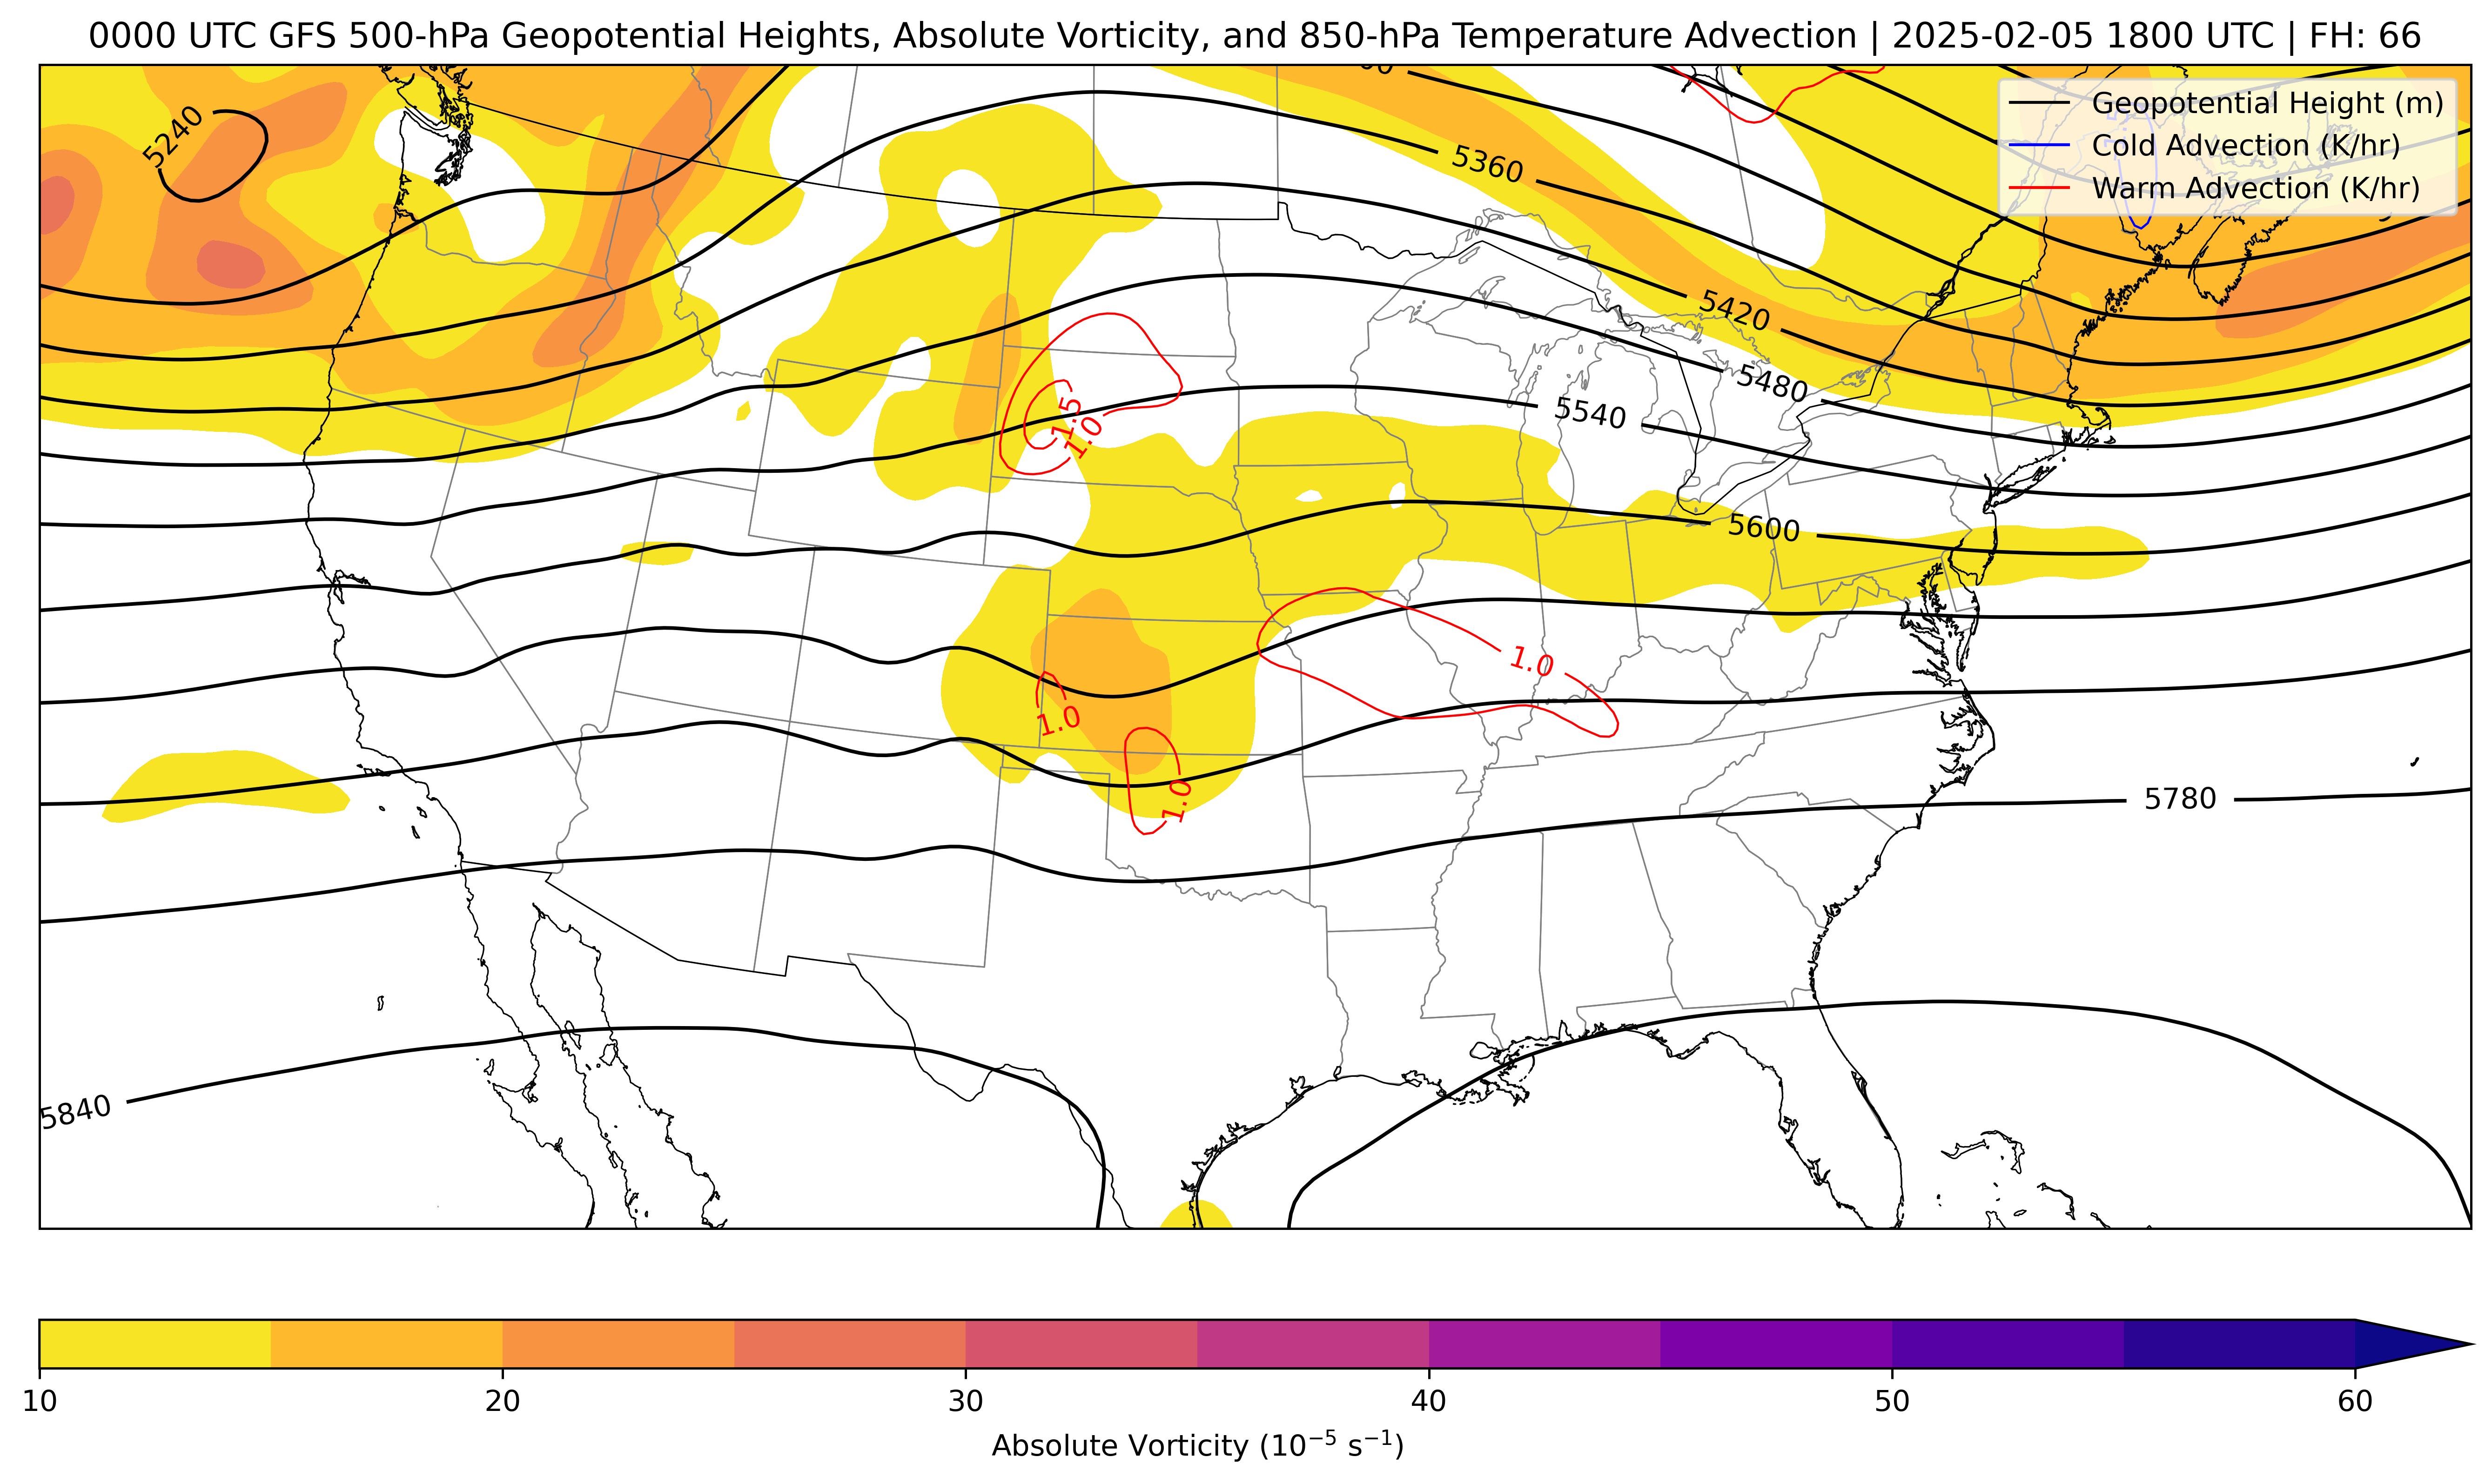 0000 UTC GFS 500-hPa Geopotential Heights, Absolute Vorticity, and 850-hPa Temperature Advection | 2025-02-05 1800 UTC | FH: 66
Geopotential Height (m)
Cold Advection (K/hr)
Warm Advection (K/hr)
5240
5360
5420
5480
5540
5600
5780
5840
1.5
1.0
1.0
1.0
1.0
10 20 30 40 50 60
Absolute Vorticity (10⁻⁵ s⁻¹)